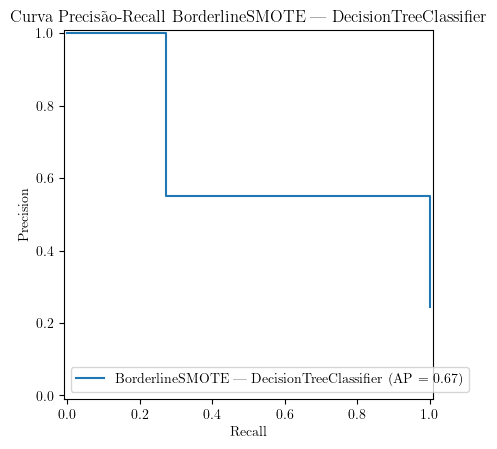 Curva Precisão-Recall BorderlineSMOTE — DecisionTreeClassifier
1.0
0.8
0.6
0.4
0.2
0.0
Precision
BorderlineSMOTE — DecisionTreeClassifier (AP = 0.67)
0.0 0.2 0.4 0.6 0.8 1.0
Recall